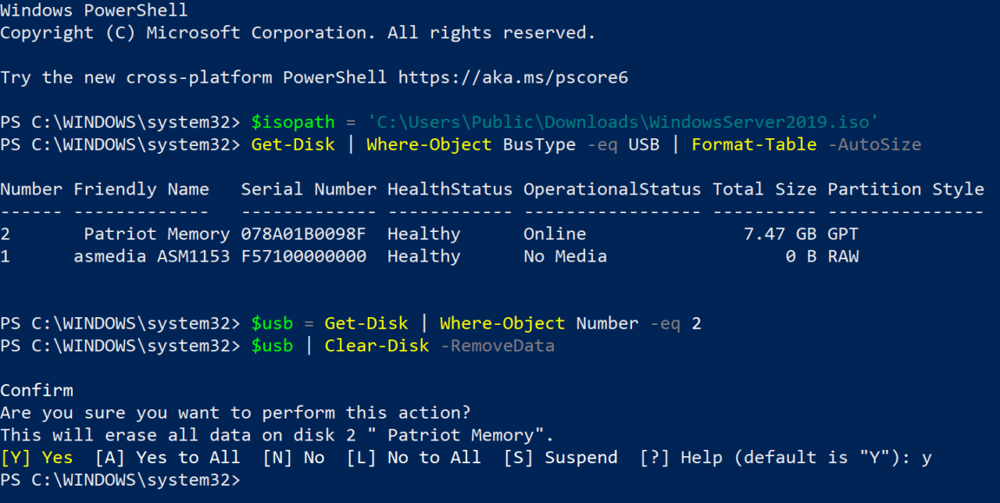 Windows PowerShell
Copyright (C) Microsoft Corporation. All rights reserved.
Try the new cross-platform PowerShell https://aka.ms/pscore6
PS C:\WINDOWS\system32> $isopath = 'C:\Users\Public\Downloads\WindowsServer2019.iso'
PS C:\WINDOWS\system32> Get-Disk | Where-Object BusType -eq USB | Format-Table -AutoSize
Number Friendly Name   Serial Number HealthStatus OperationalStatus Total Size Partition Style
------ -------------   ------------- ------------ ----------------- ---------- ---------------
2       Patriot Memory 078A01B0098F  Healthy      Online               7.47 GB GPT
1      asmedia ASM1153 F57100000000  Healthy      No Media                 0 B RAW
PS C:\WINDOWS\system32> $usb = Get-Disk | Where-Object Number -eq 2
PS C:\WINDOWS\system32> $usb | Clear-Disk -RemoveData
Confirm
Are you sure you want to perform this action?
This will erase all data on disk 2 " Patriot Memory".
[Y] Yes  [A] Yes to All  [N] No  [L] No to All  [S] Suspend  [?] Help (default is "Y"): y
PS C:\WINDOWS\system32>